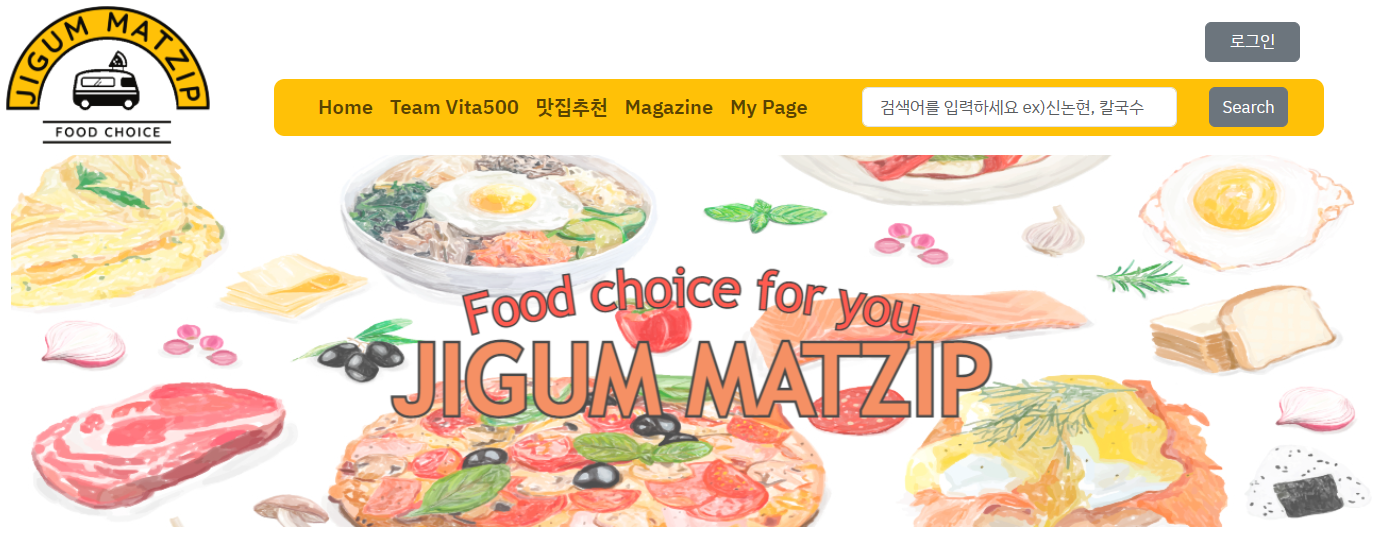 JIGUM MATZIP
FOOD CHOICE
로그인
Home Team Vita500 맛집추천 Magazine My Page 검색어를 입력하세요 ex)신논현, 칼국수 Search
Food choice for you
JIGUM MATZIP